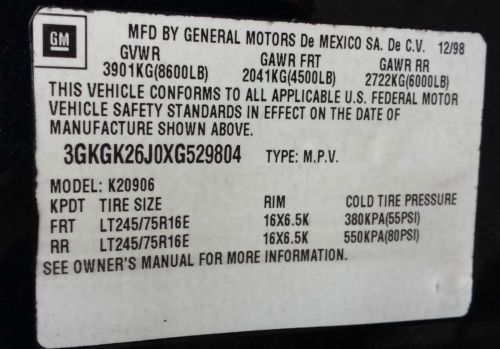 GM
MFD BY GENERAL MOTORS De MEXICO SA. De C.V. 12/98
GVWR GAWR FRT GAWR RR
3901KG(8600LB) 2041KG(4500LB) 2722KG(6000LB)
THIS VEHICLE CONFORMS TO ALL APPLICABLE U.S. FEDERAL MOTOR
VEHICLE SAFETY STANDARDS IN EFFECT ON THE DATE OF
MANUFACTURE SHOWN ABOVE.
3GKGK26J0XG529804 TYPE: M.P.V.
MODEL: K20906
KPDT TIRE SIZE RIM COLD TIRE PRESSURE
FRT LT245/75R16E 16X6.5K 380KPA(55PSI)
RR LT245/75R16E 16X6.5K 550KPA(80PSI)
SEE OWNER'S MANUAL FOR MORE INFORMATION.